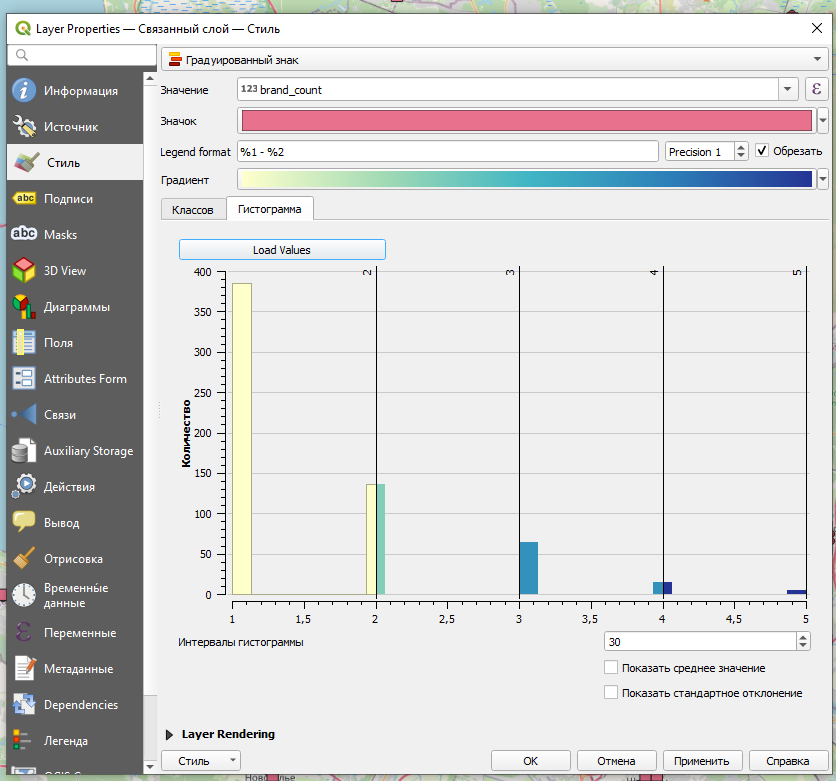 Layer Properties — Связанный слой — Стиль
Градуированный знак
Значение
123 brand_count
ε
Значок
Legend format
%1 - %2
Precision 1
Обрезать
Градиент
Классов
Гистограмма
Load Values
Информация
Источник
Стиль
abc Подписи
abc Masks
3D View
Диаграммы
Поля
Attributes Form
Связи
Auxiliary Storage
Действия
Вывод
Отрисовка
Временны́е
данные
ε Переменные
Метаданные
Dependencies
Легенда
2
3
4
5
400
350
300
250
200
150
100
50
0
Количество
1
1,5
2
2,5
3
3,5
4
4,5
5
Интервалы гистограммы
30
Показать среднее значение
Показать стандартное отклонение
Layer Rendering
Стиль
OK
Отмена
Применить
Справка